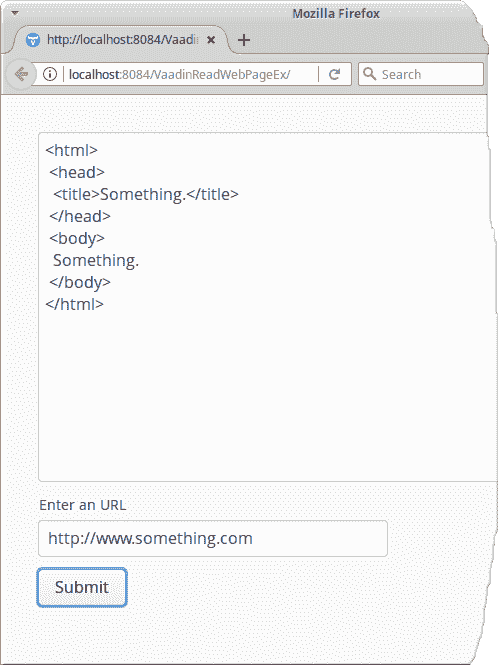 Mozilla Firefox
http://localhost:8084/Vaadin
localhost:8084/VaadinReadWebPageEx/
Search
<html>
<head>
<title>Something.</title>
</head>
<body>
Something.
</body>
</html>
Enter an URL
http://www.something.com
Submit